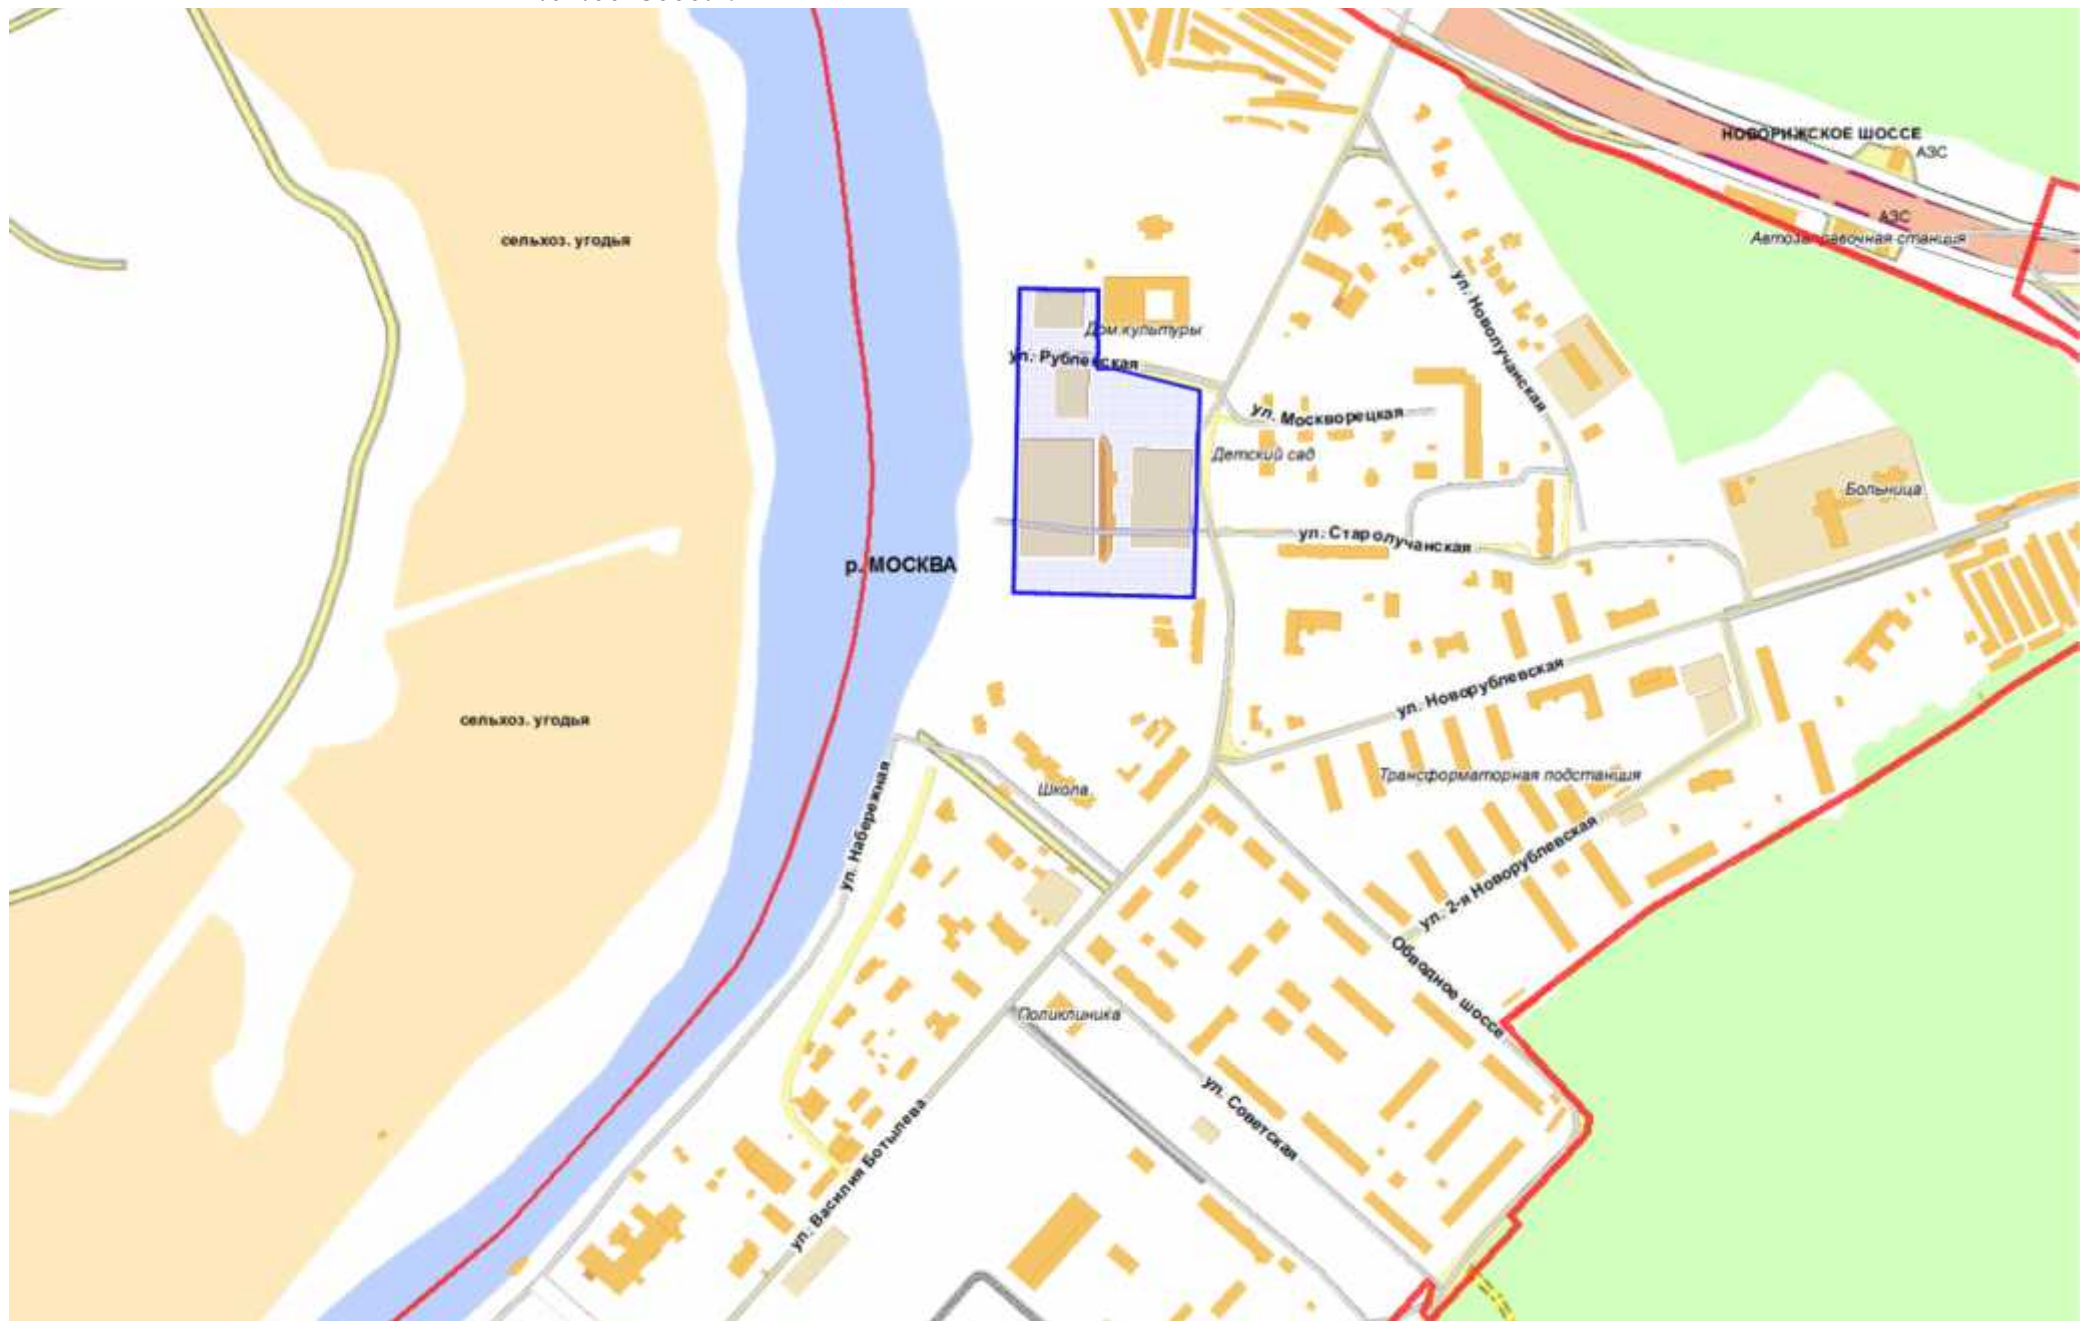 НОВОРИЖСКОЕ ШОССЕ
АЗС
АЗС
Автозаправочная станция
сельхоз. угодья
ул. Новолучанская
Дом культуры
ул. Рублевская
ул. Москворецкая
Детский сад
Больница
ул. Старолучанская
р. МОСКВА
ул. Новорублевская
сельхоз. угодья
Трансформаторная подстанция
Школа
ул. Набережная
ул. 2-я Новорублевская
Обводное шоссе
Поликлиника
ул. Советская
ул. Василия Ботылева